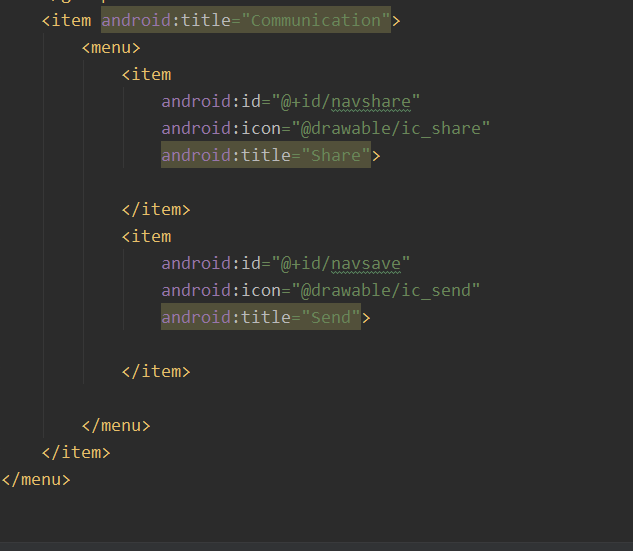 <item android:title="Communication">
<menu>
<item
android:id="@+id/navshare"
android:icon="@drawable/ic_share"
android:title="Share">
</item>
<item
android:id="@+id/navsave"
android:icon="@drawable/ic_send"
android:title="Send">
</item>
</menu>
</item>
</menu>